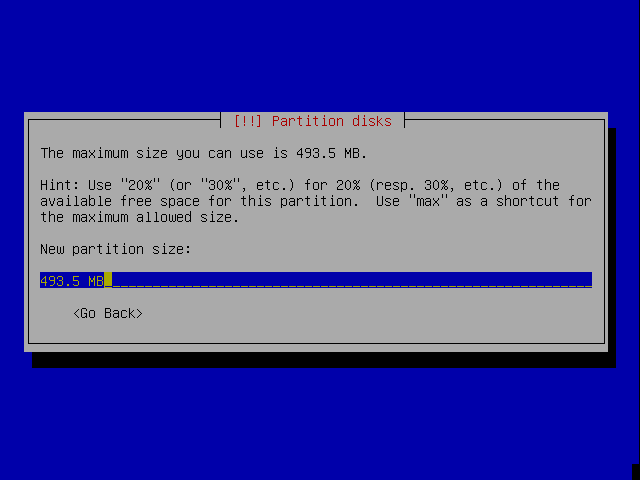 [!!] Partition disks
The maximum size you can use is 493.5 MB.
Hint: Use "20%" (or "30%", etc.) for 20% (resp. 30%, etc.) of the
available free space for this partition.  Use "max" as a shortcut for
the maximum allowed size.
New partition size:
493.5 MB
<Go Back>